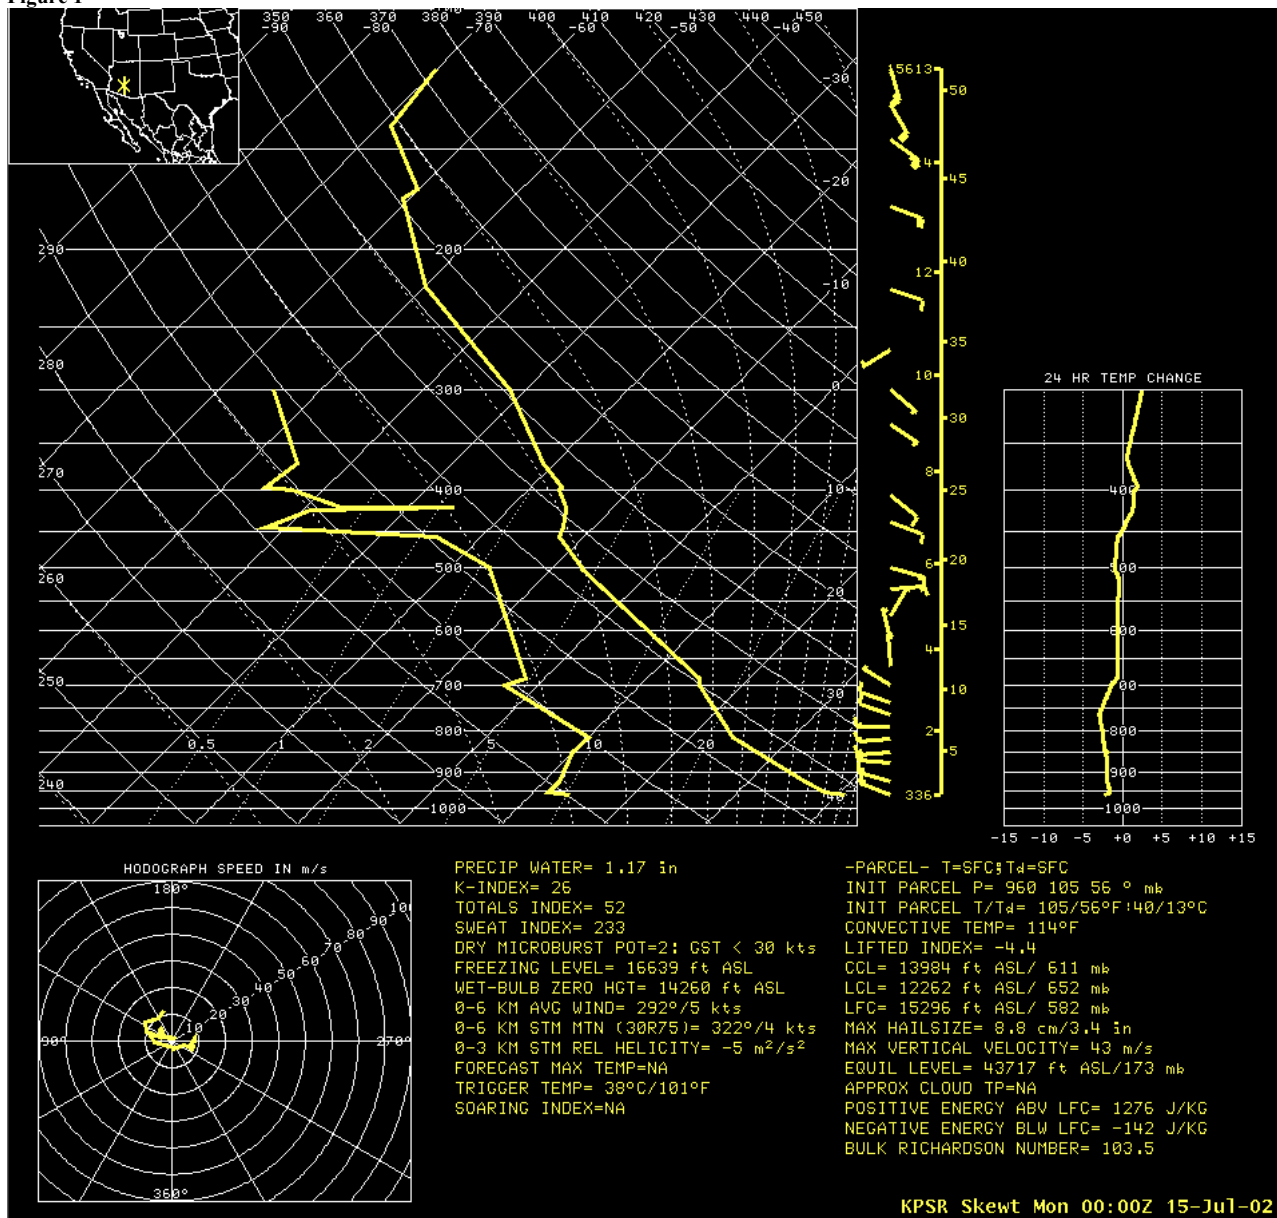 Figure 1
350 360 370 380 390 400 410 420 430 440 450
-90 -80 -70 -60 -50 -40
-30
-20
290
200
-10
280
300
0
270
400
10
260
500
20
600
250
700
30
800
0.5 1 2 5 10 20
900
240
1000
40
15613
50
14
45
12
40
35
10
30
8
25
6
20
15
4
10
2
5
336
24 HR TEMP CHANGE
400
500
600
700
800
900
1000
-15 -10 -5 +0 +5 +10 +15
HODOGRAPH SPEED IN m/s
180°
10 20 30 40 50 60 70 80 90 10
90°
270°
360°
PRECIP WATER= 1.17 in
K-INDEX= 26
TOTALS INDEX= 52
SWEAT INDEX= 233
DRY MICROBURST POT=2: GST < 30 kts
FREEZING LEVEL= 16639 ft ASL
WET-BULB ZERO HGT= 14260 ft ASL
0-6 KM AVG WIND= 292°/5 kts
0-6 KM STM MTN (30R75)= 322°/4 kts
0-3 KM STM REL HELICITY= -5 m²/s²
FORECAST MAX TEMP=NA
TRIGGER TEMP= 38°C/101°F
SOARING INDEX=NA
-PARCEL- T=SFC;Td=SFC
INIT PARCEL P= 960 105 56 ° mb
INIT PARCEL T/Td= 105/56°F:40/13°C
CONVECTIVE TEMP= 114°F
LIFTED INDEX= -4.4
CCL= 13984 ft ASL/ 611 mb
LCL= 12262 ft ASL/ 652 mb
LFC= 15296 ft ASL/ 582 mb
MAX HAILSIZE= 8.8 cm/3.4 in
MAX VERTICAL VELOCITY= 43 m/s
EQUIL LEVEL= 43717 ft ASL/173 mb
APPROX CLOUD TP=NA
POSITIVE ENERGY ABV LFC= 1276 J/KG
NEGATIVE ENERGY BLW LFC= -142 J/KG
BULK RICHARDSON NUMBER= 103.5
KPSR Skewt Mon 00:00Z 15-Jul-02